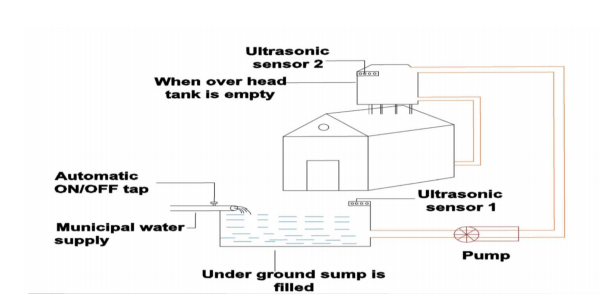 Ultrasonic
sensor 2
When over head
tank is empty
Automatic
ON/OFF tap
Ultrasonic
sensor 1
Municipal water
supply
Pump
Under ground sump is
filled